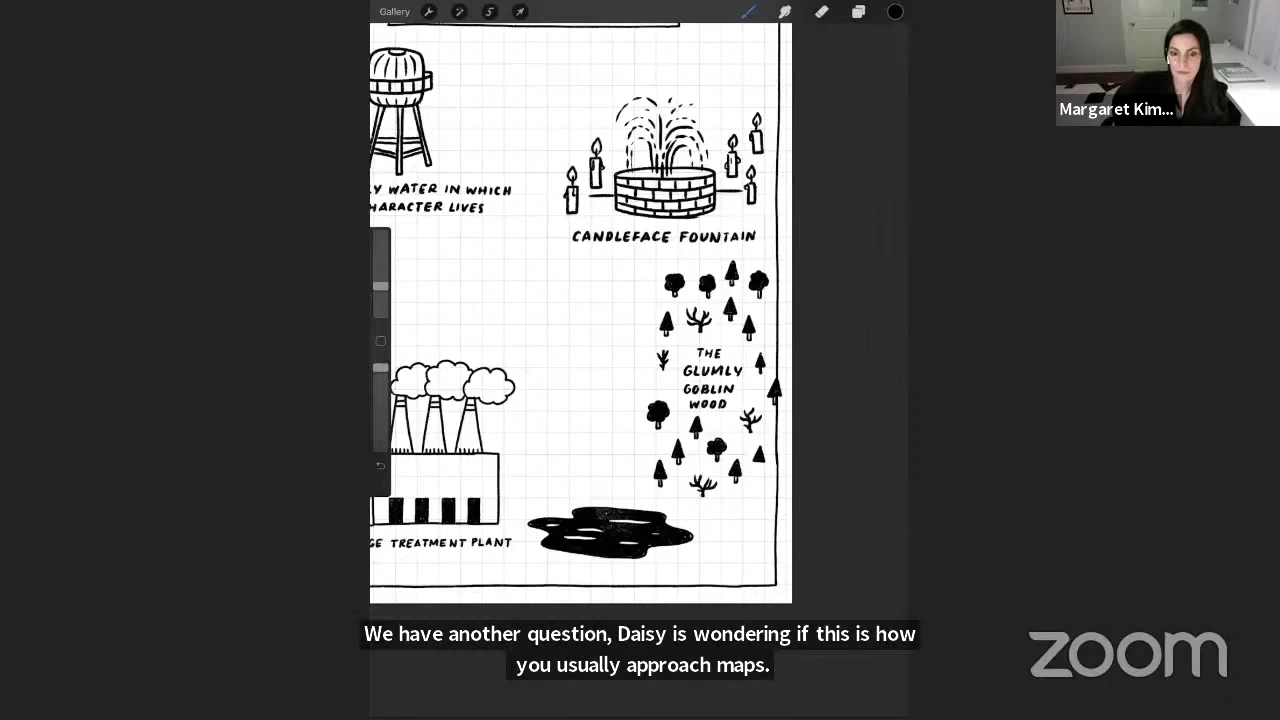 Gallery
Margaret Kim...
LY WATER IN WHICH
HARACTER LIVES
CANDLEFACE FOUNTAIN
THE
GLUMLY
GOBLIN
WOOD
GE TREATMENT PLANT
We have another question, Daisy is wondering if this is how
you usually approach maps.
zoom